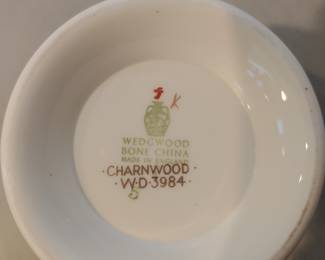 K
WEDGWOOD
BONE CHINA
MADE IN ENGLAND
CHARNWOOD
·W·D·3984·